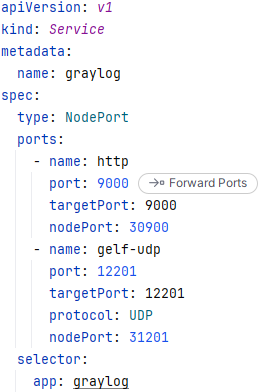 apiVersion: v1
kind: Service
metadata:
  name: graylog
spec:
  type: NodePort
  ports:
    - name: http
      port: 9000 Forward Ports
      targetPort: 9000
      nodePort: 30900
    - name: gelf-udp
      port: 12201
      targetPort: 12201
      protocol: UDP
      nodePort: 31201
  selector:
    app: graylog